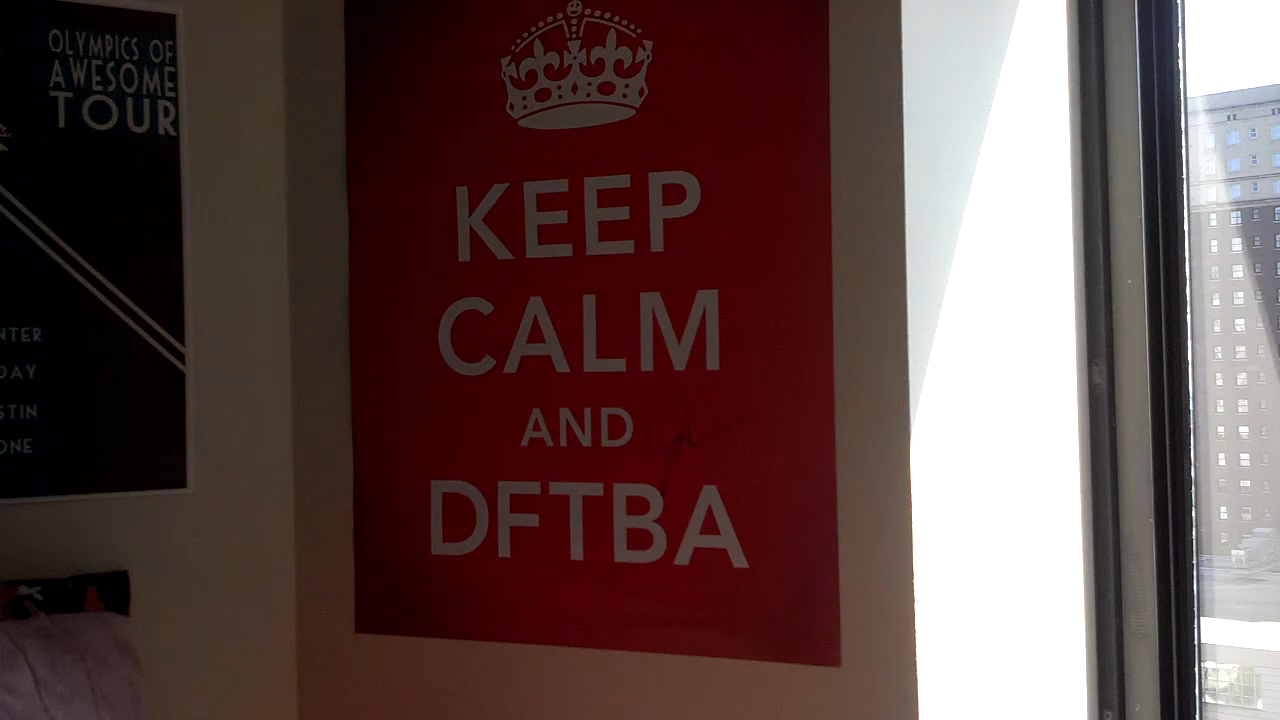 OLYMPICS OF
AWESOME
TOUR
NTER
DAY
STIN
ONE
KEEP
CALM
AND
DFTBA